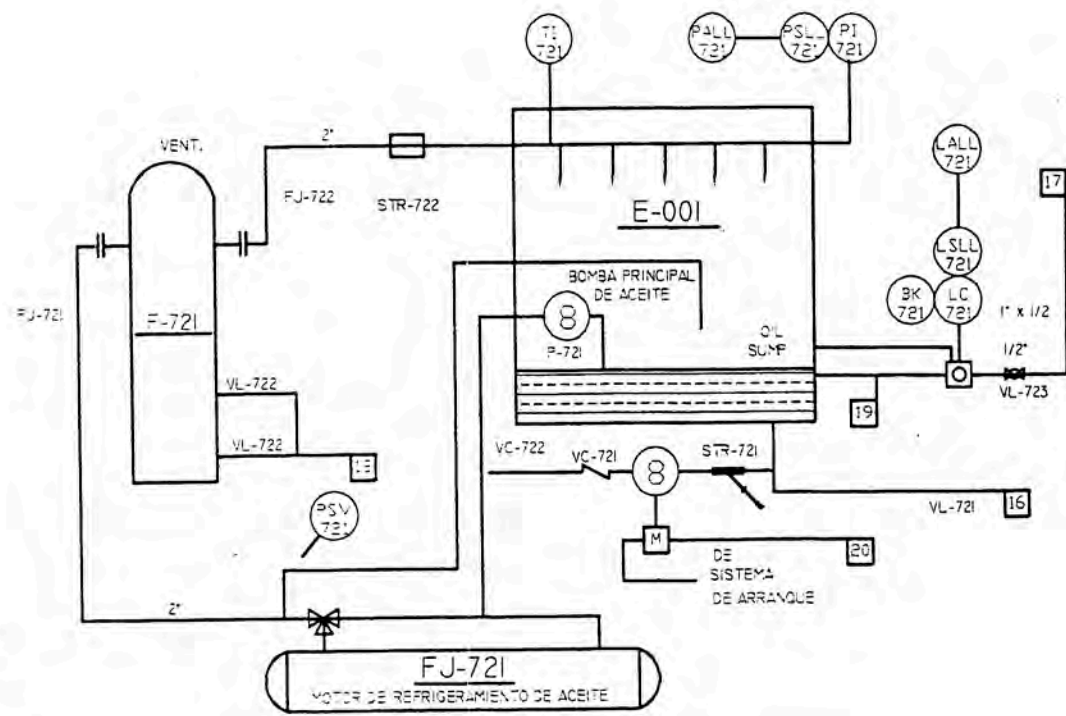 TI
721
PALL
721
PSLL
721
PI
721
VENT.
2"
FJ-722
STR-722
E-001
LALL
721
17
LSLL
721
BK
721
LC
721
1" x 1/2
1/2"
VL-723
FJ-721
F-721
BOMBA PRINCIPAL
DE ACEITE
8
P-721
OIL
SUMP
19
VL-722
VL-722
VC-722
VC-721
8
STR-721
VL-721
16
PSV
721
M
20
DE
SISTEMA
DE ARRANQUE
2"
FJ-721
MOTOR DE REFRIGERAMIENTO DE ACEITE